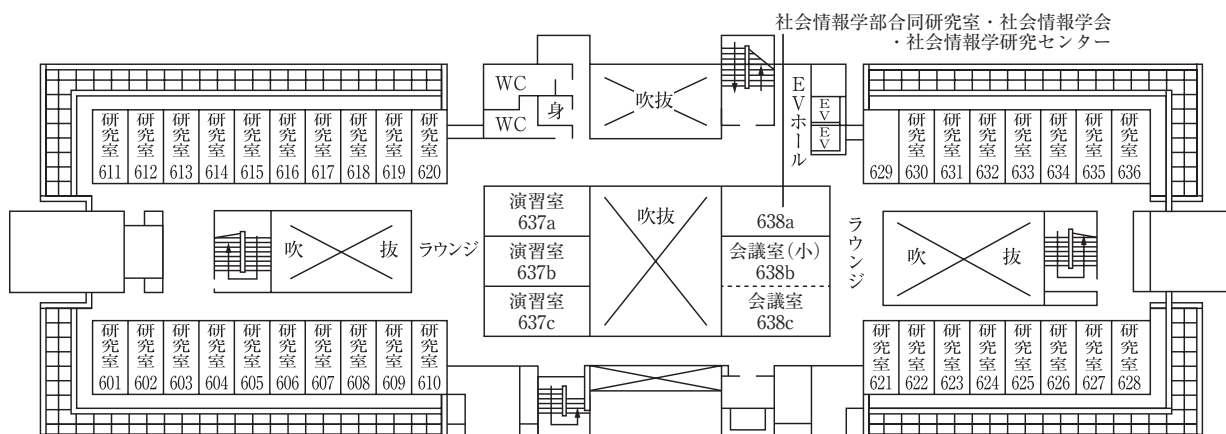 社会情報学部合同研究室・社会情報学会
・社会情報学研究センター
WC
身
WC
吹抜
EVホール
EV
EV
研究室 611
研究室 612
研究室 613
研究室 614
研究室 615
研究室 616
研究室 617
研究室 618
研究室 619
研究室 620
629
研究室 630
研究室 631
研究室 632
研究室 633
研究室 634
研究室 635
研究室 636
吹抜
ラウンジ
演習室
637a
演習室
637b
演習室
637c
吹抜
638a
会議室(小)
638b
会議室
638c
ラウンジ
吹抜
研究室 601
研究室 602
研究室 603
研究室 604
研究室 605
研究室 606
研究室 607
研究室 608
研究室 609
研究室 610
研究室 621
研究室 622
研究室 623
研究室 624
研究室 625
研究室 626
研究室 627
研究室 628